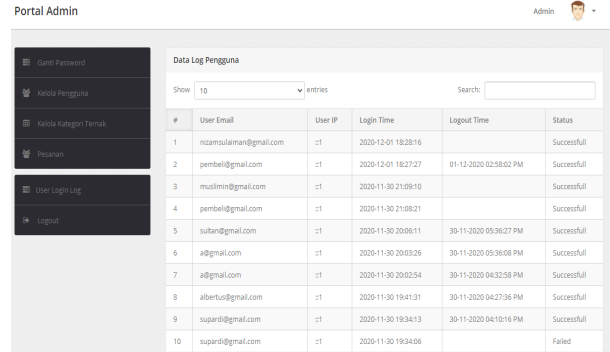 Portal Admin
Admin
Ganti Password
Kelola Pengguna
Kelola Kategori Ternak
Pesanan
User Login Log
Logout
Data Log Pengguna
Show 10 entries Search:
# User Email User IP Login Time Logout Time Status
1 nizamsulaiman@gmail.com ::1 2020-12-01 18:28:16 Successfull
2 pembeli@gmail.com ::1 2020-12-01 18:27:27 01-12-2020 02:58:02 PM Successfull
3 muslimin@gmail.com ::1 2020-11-30 21:09:10 Successfull
4 pembeli@gmail.com ::1 2020-11-30 21:08:21 Successfull
5 sultan@gmail.com ::1 2020-11-30 20:06:11 30-11-2020 05:36:27 PM Successfull
6 a@gmail.com ::1 2020-11-30 20:03:26 30-11-2020 05:36:08 PM Successfull
7 a@gmail.com ::1 2020-11-30 20:02:54 30-11-2020 04:32:58 PM Successfull
8 albertus@gmail.com ::1 2020-11-30 19:41:31 30-11-2020 04:27:36 PM Successfull
9 supardi@gmail.com ::1 2020-11-30 19:34:13 30-11-2020 04:10:16 PM Successfull
10 supardi@gmail.com ::1 2020-11-30 19:34:06 Failed